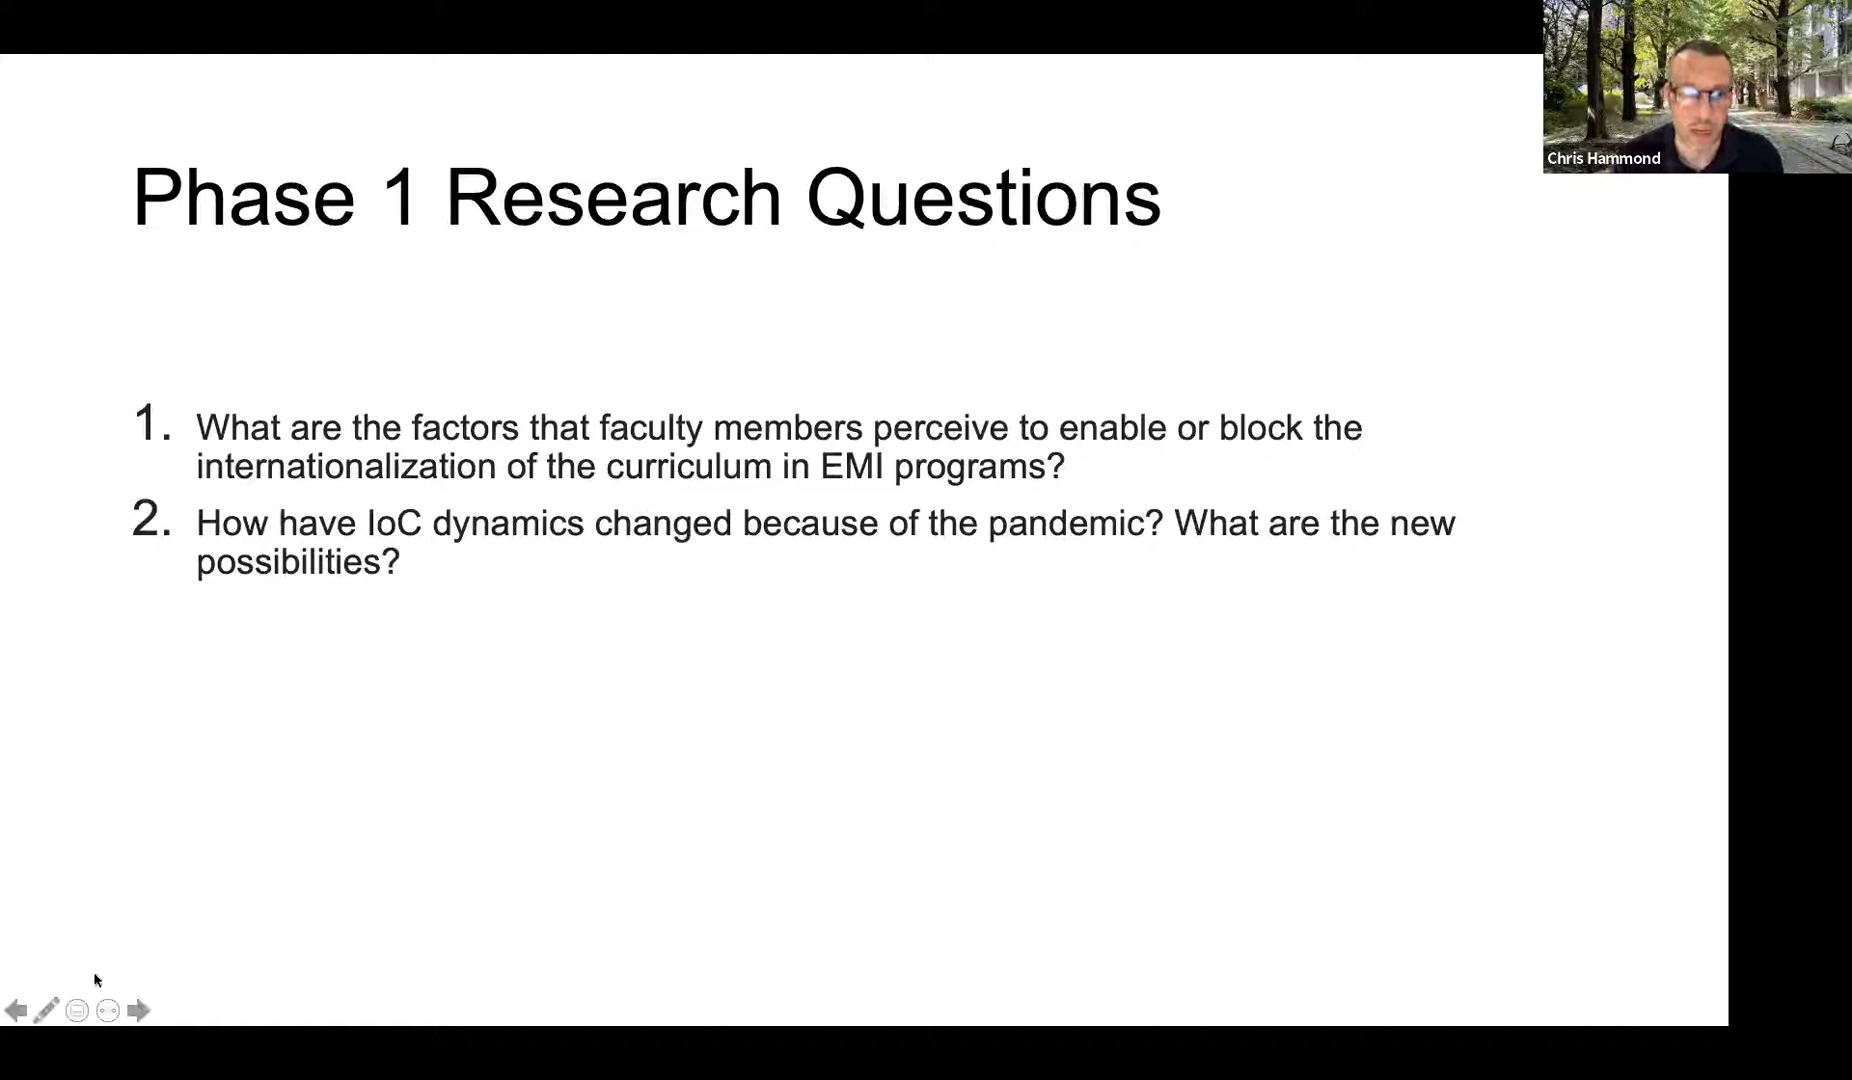 Chris Hammond
Phase 1 Research Questions
1. What are the factors that faculty members perceive to enable or block the
internationalization of the curriculum in EMI programs?
2. How have IoC dynamics changed because of the pandemic? What are the new
possibilities?